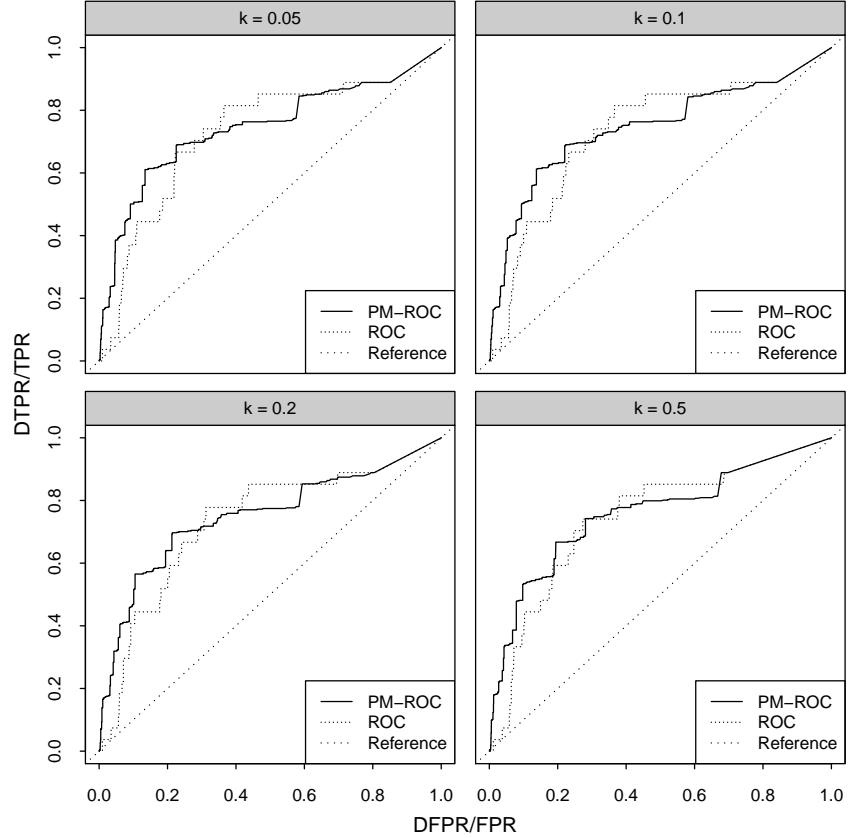 k = 0.05
k = 0.1
0.0
0.2
0.4
0.6
0.8
1.0
PM−ROC
ROC
Reference
PM−ROC
ROC
Reference
DTPR/TPR
k = 0.2
k = 0.5
0.0
0.2
0.4
0.6
0.8
1.0
PM−ROC
ROC
Reference
PM−ROC
ROC
Reference
0.0 0.2 0.4 0.6 0.8 1.0
0.0 0.2 0.4 0.6 0.8 1.0
DFPR/FPR